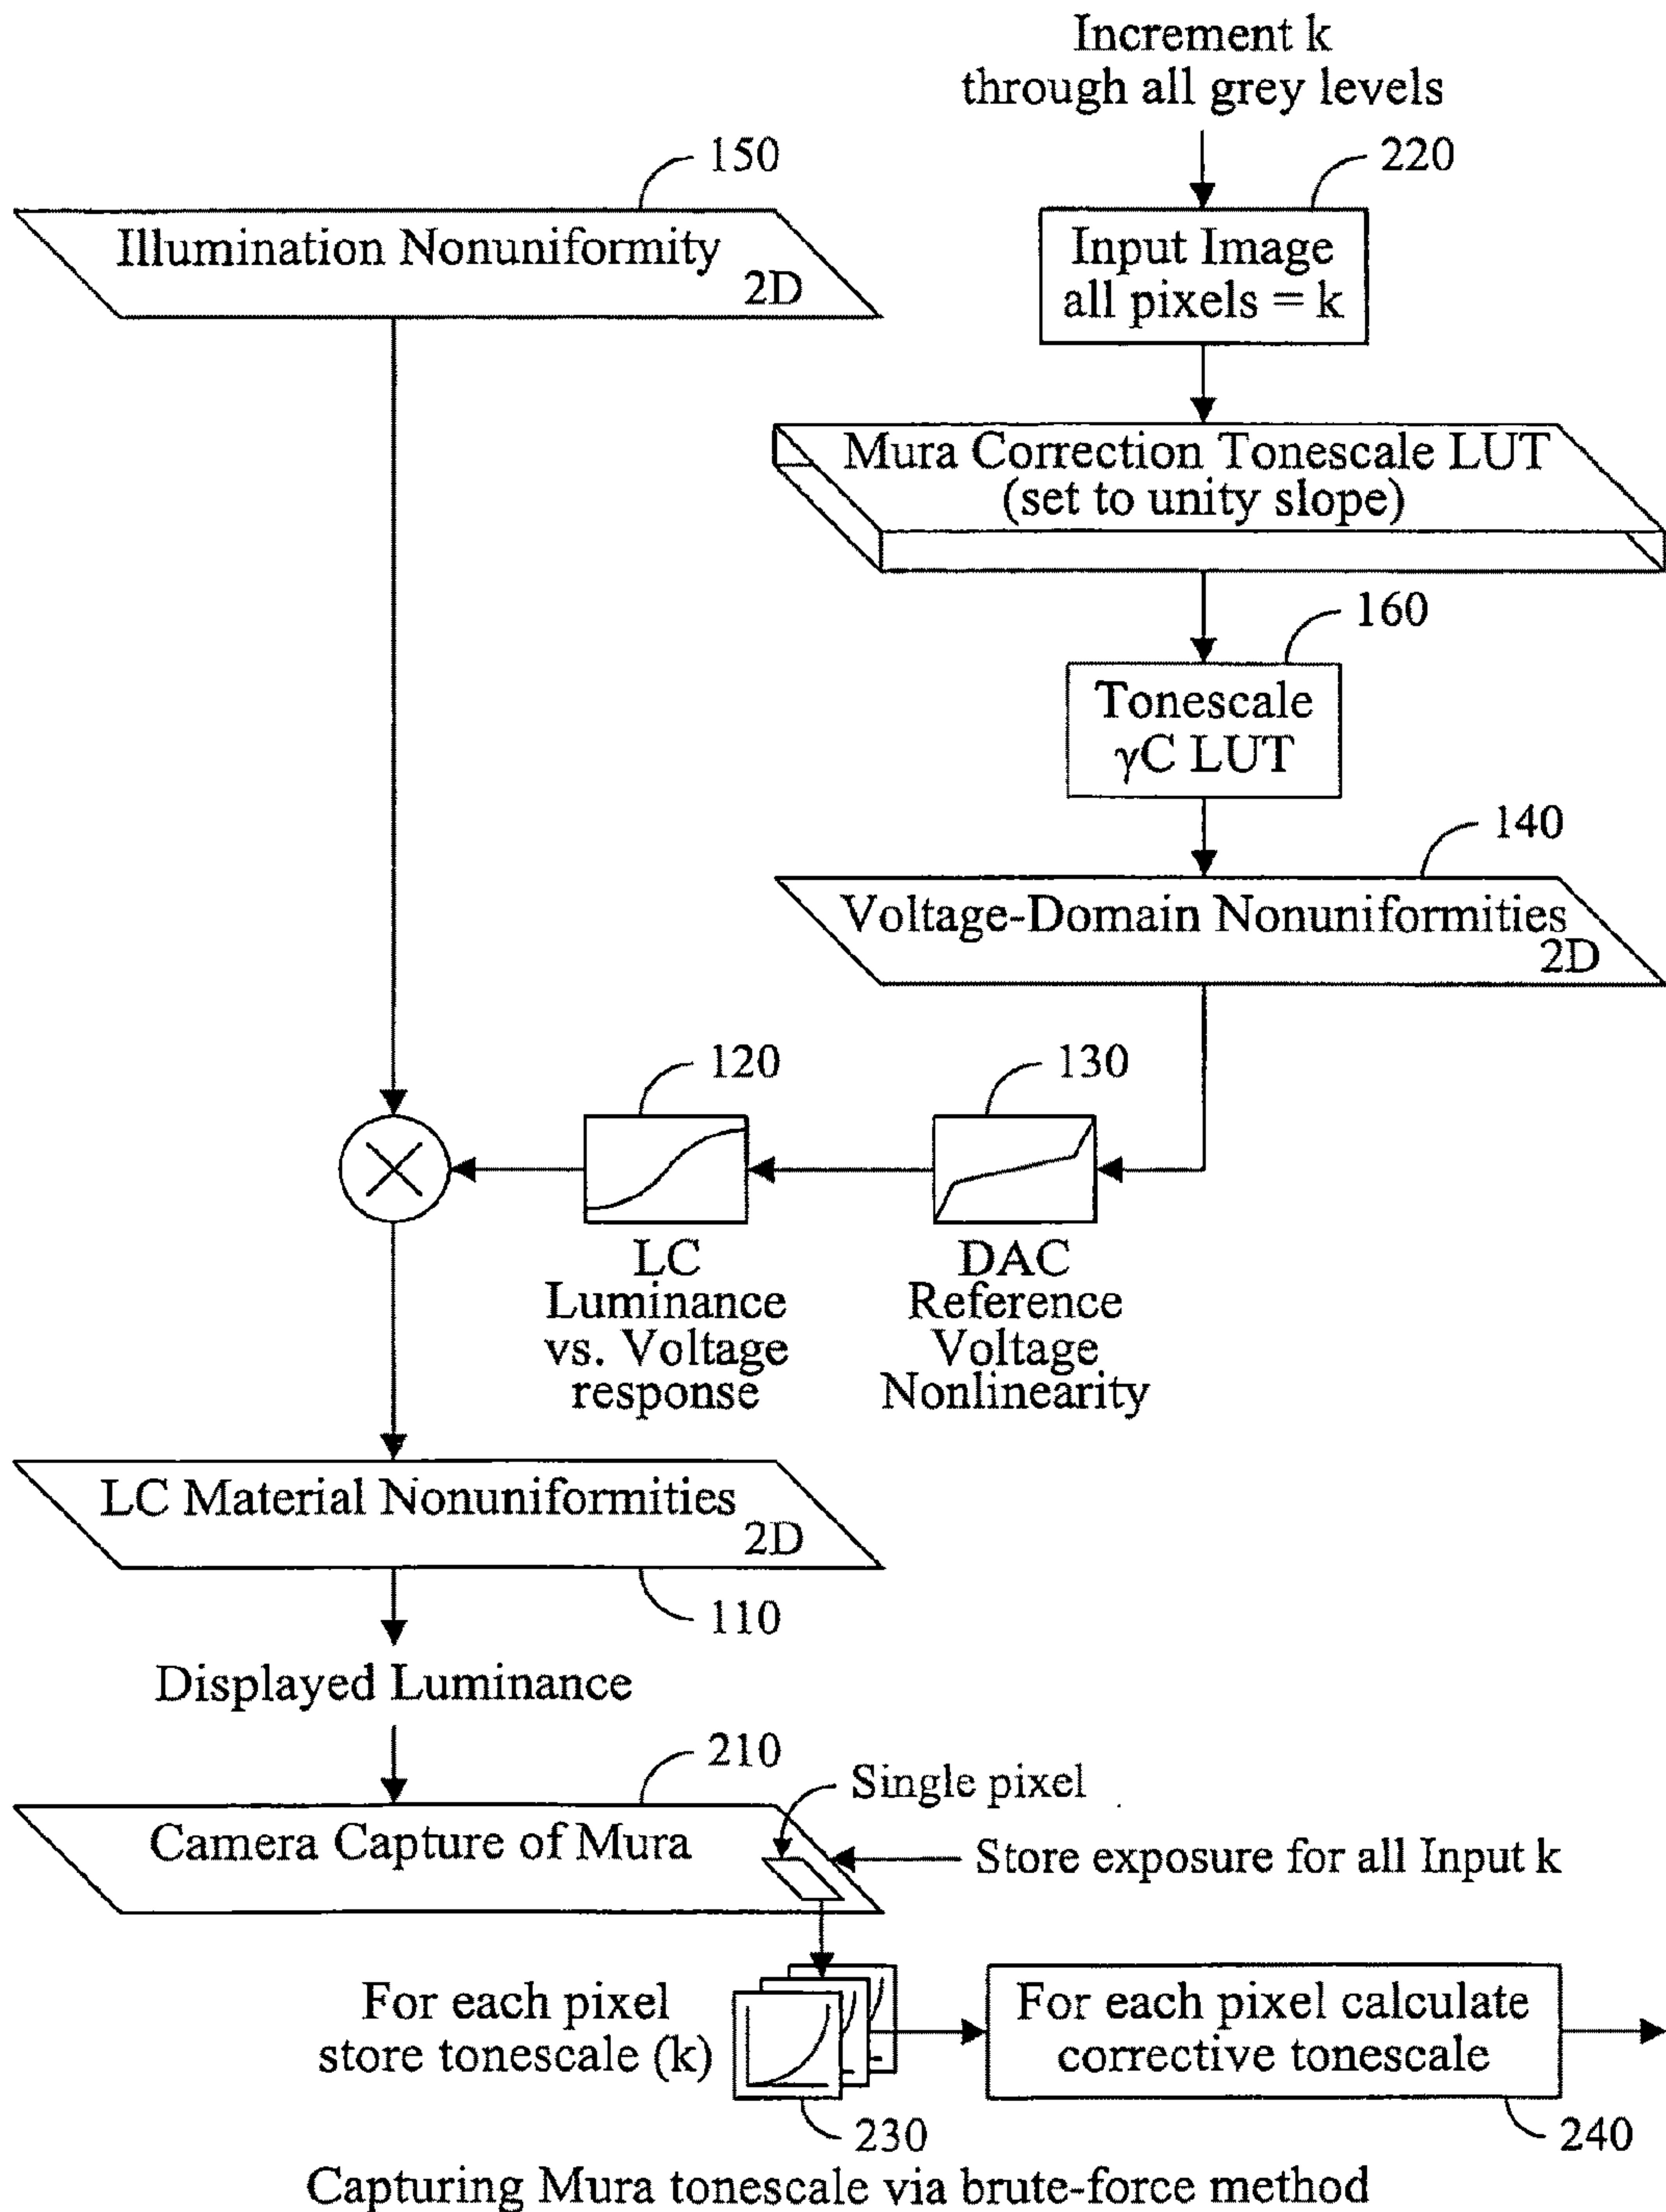 Increment k
through all grey levels
150
220
Illumination Nonuniformity
2D
Input Image
all pixels = k
Mura Correction Tonescale LUT
(set to unity slope)
160
Tonescale
γC LUT
140
Voltage-Domain Nonuniformities
2D
120
130
LC
Luminance
vs. Voltage
response
DAC
Reference
Voltage
Nonlinearity
LC Material Nonuniformities
2D
110
Displayed Luminance
210
Single pixel
Camera Capture of Mura
Store exposure for all Input k
For each pixel
store tonescale (k)
For each pixel calculate
corrective tonescale
230
240
Capturing Mura tonescale via brute-force method